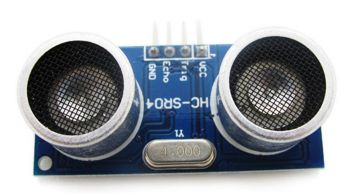 VCC
Trig
Echo
GND
HC-SR04
Y1
4.000